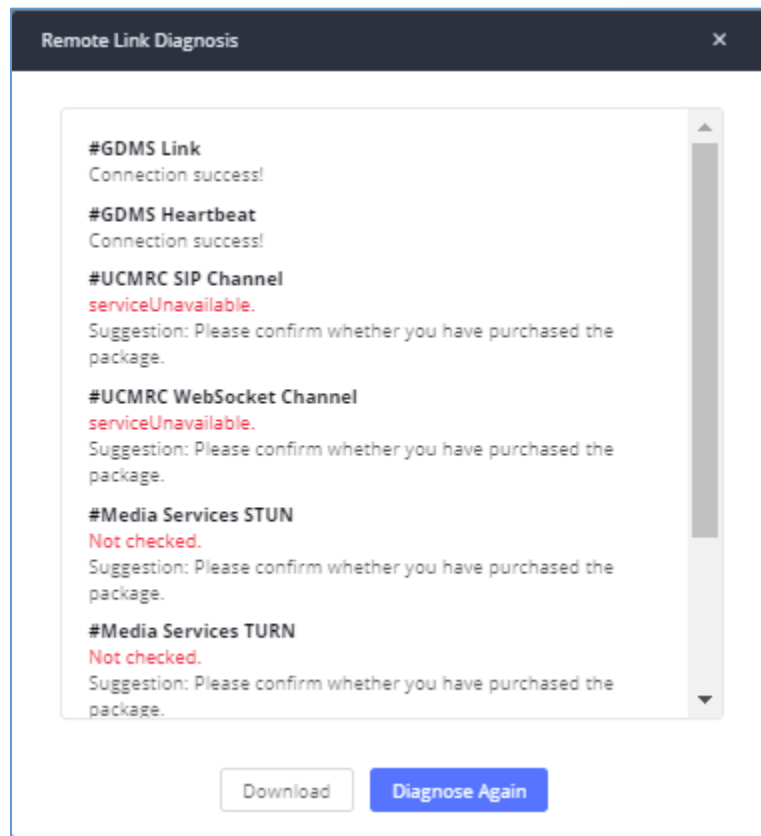 Remote Link Diagnosis
#GDMS Link
Connection success!
#GDMS Heartbeat
Connection success!
#UCMRC SIP Channel
serviceUnavailable.
Suggestion: Please confirm whether you have purchased the
package.
#UCMRC WebSocket Channel
serviceUnavailable.
Suggestion: Please confirm whether you have purchased the
package.
#Media Services STUN
Not checked.
Suggestion: Please confirm whether you have purchased the
package.
#Media Services TURN
Not checked.
Suggestion: Please confirm whether you have purchased the
package.
Download
Diagnose Again